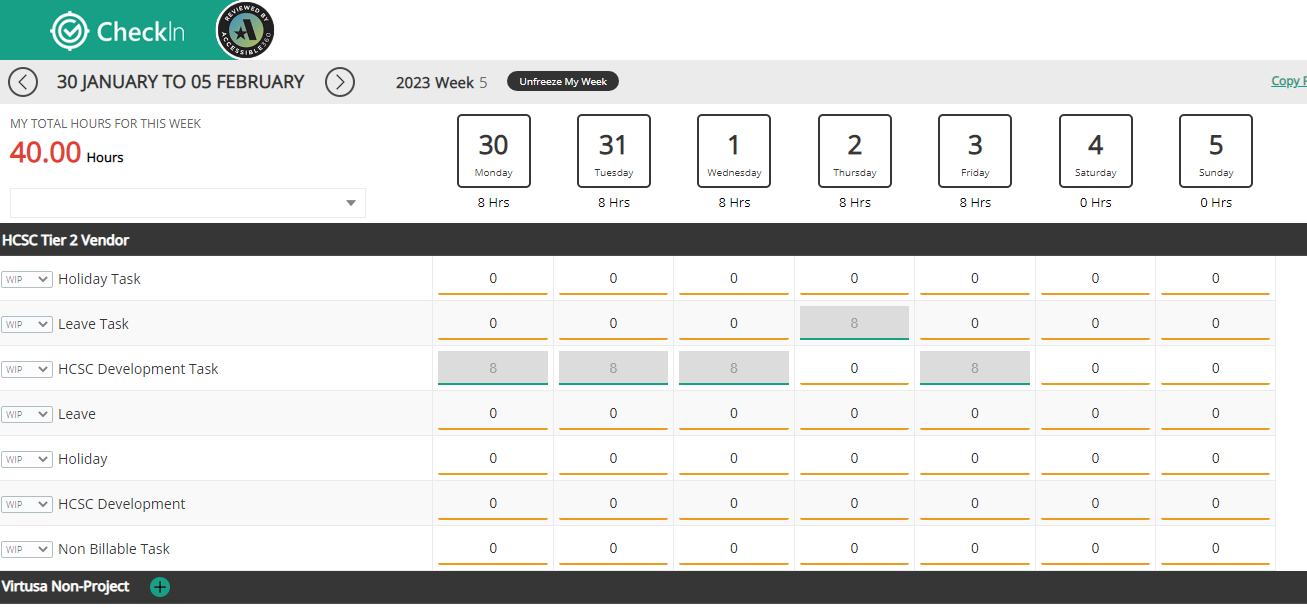 CheckIn
REVIEWED BY
ACCESSIBLE360
30 JANUARY TO 05 FEBRUARY
2023 Week 5
Unfreeze My Week
Copy
MY TOTAL HOURS FOR THIS WEEK
40.00 Hours
30 31 1 2 3 4 5
Monday Tuesday Wednesday Thursday Friday Saturday Sunday
8 Hrs 8 Hrs 8 Hrs 8 Hrs 8 Hrs 0 Hrs 0 Hrs
HCSC Tier 2 Vendor
WIP Holiday Task 0 0 0 0 0 0 0
WIP Leave Task 0 0 0 8 0 0 0
WIP HCSC Development Task 8 8 8 0 8 0 0
WIP Leave 0 0 0 0 0 0 0
WIP Holiday 0 0 0 0 0 0 0
WIP HCSC Development 0 0 0 0 0 0 0
WIP Non Billable Task 0 0 0 0 0 0 0
Virtusa Non-Project +